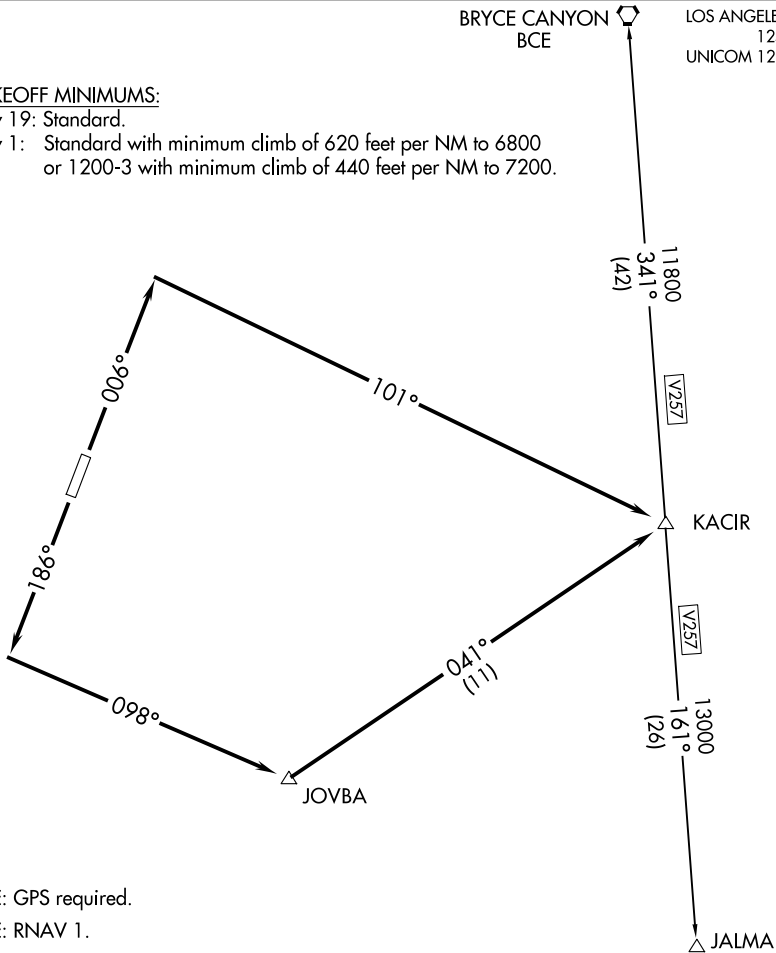 BRYCE CANYON
BCE
LOS ANGELE
12
UNICOM 12
KEOFF MINIMUMS:
19: Standard.
1: Standard with minimum climb of 620 feet per NM to 6800
or 1200-3 with minimum climb of 440 feet per NM to 7200.
11800
341°
(42)
006°
101°
V257
KACIR
186°
V257
041°
(11)
098°
13000
161°
(26)
JOVBA
: GPS required.
: RNAV 1.
JALMA